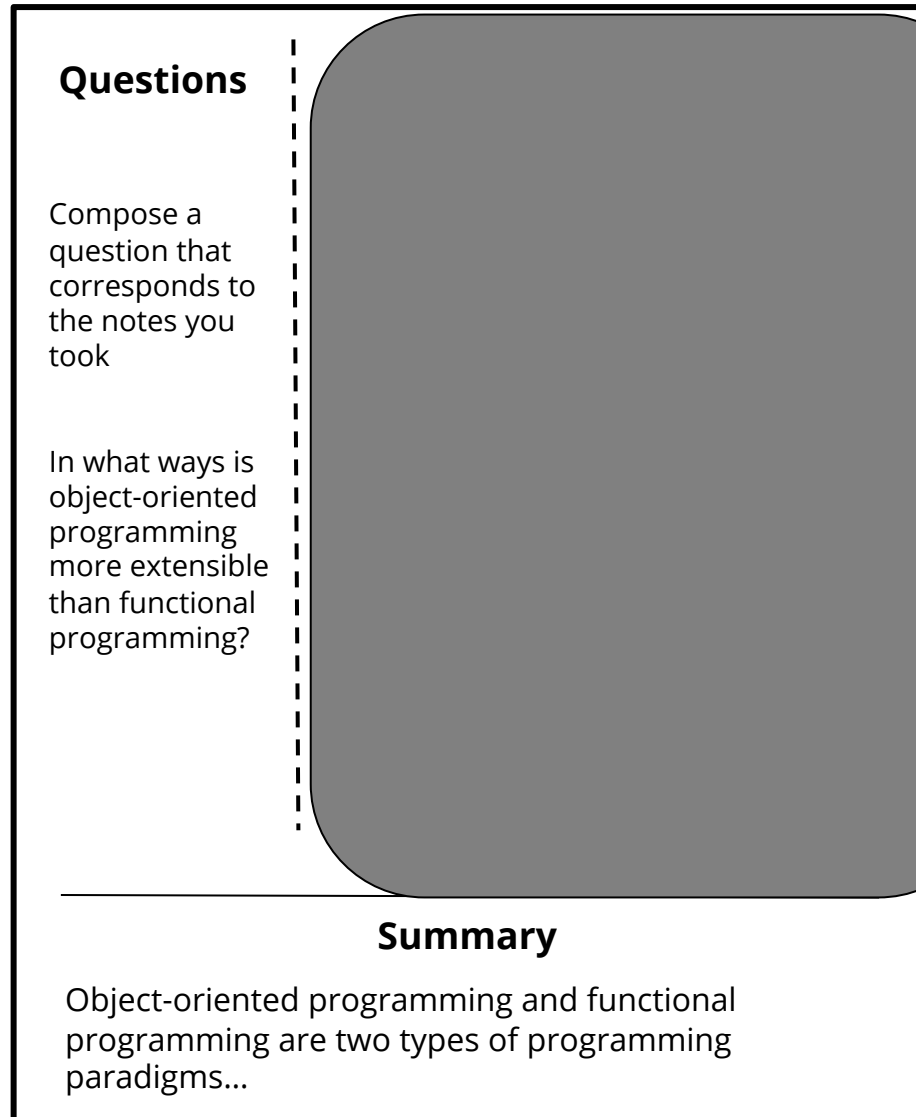 Questions
Compose a
question that
corresponds to
the notes you
took
In what ways is
object-oriented
programming
more extensible
than functional
programming?
Summary
Object-oriented programming and functional
programming are two types of programming
paradigms...